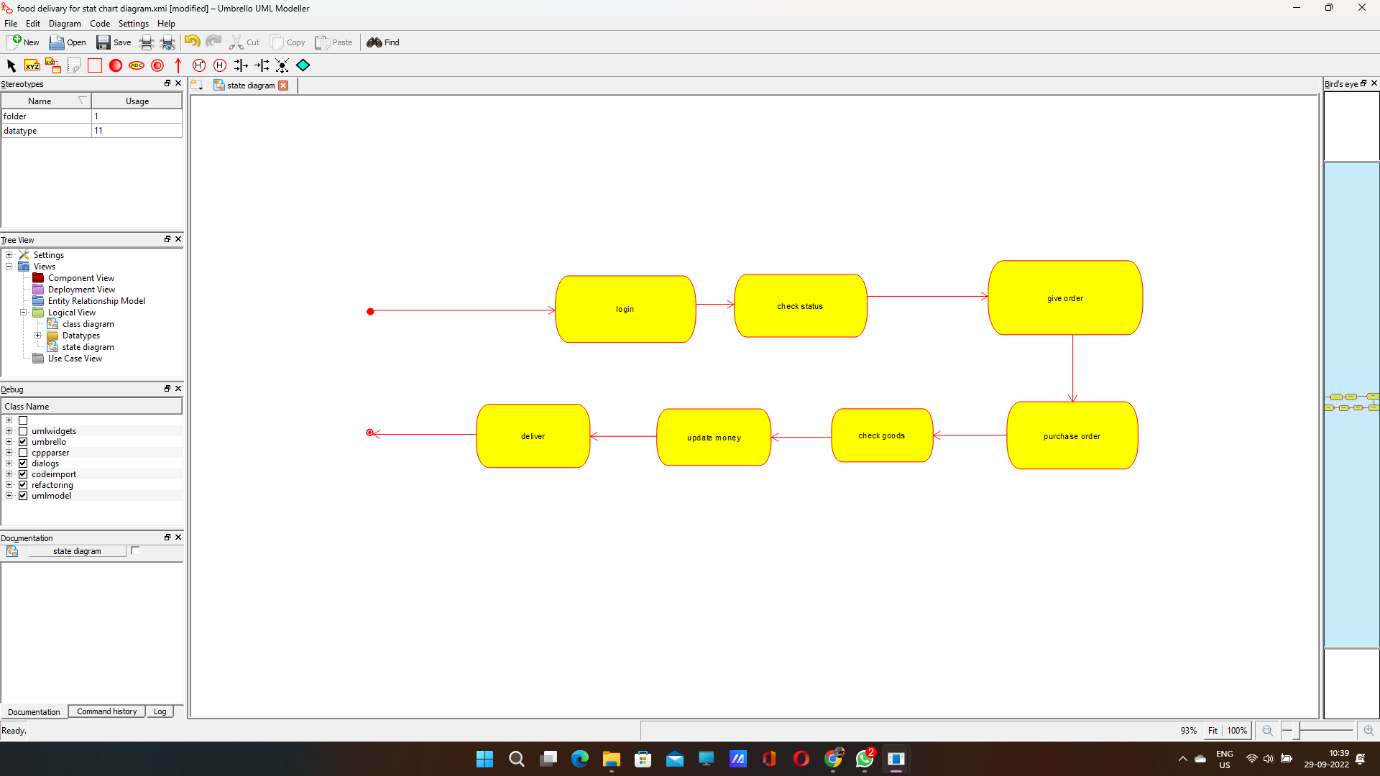 food delivary for stat chart diagram.xmi [modified] – Umbrello UML Modeller
File Edit Diagram Code Settings Help
New Open Save Cut Copy Paste Find
XYZ ABC H* H
Stereotypes
Name Usage
folder 1
datatype 11
Tree View
Settings
Views
Component View
Deployment View
Entity Relationship Model
Logical View
class diagram
Datatypes
state diagram
Use Case View
Debug
Class Name
umlwidgets
umbrello
cppparser
dialogs
codeimport
refactoring
umlmodel
Documentation
state diagram
Documentation Command history Log
Ready.
state diagram
login
check status
give order
deliver
update money
check goods
purchase order
Bird's eye
93% Fit 100%
2
ENG
US
10:39
29-09-2022